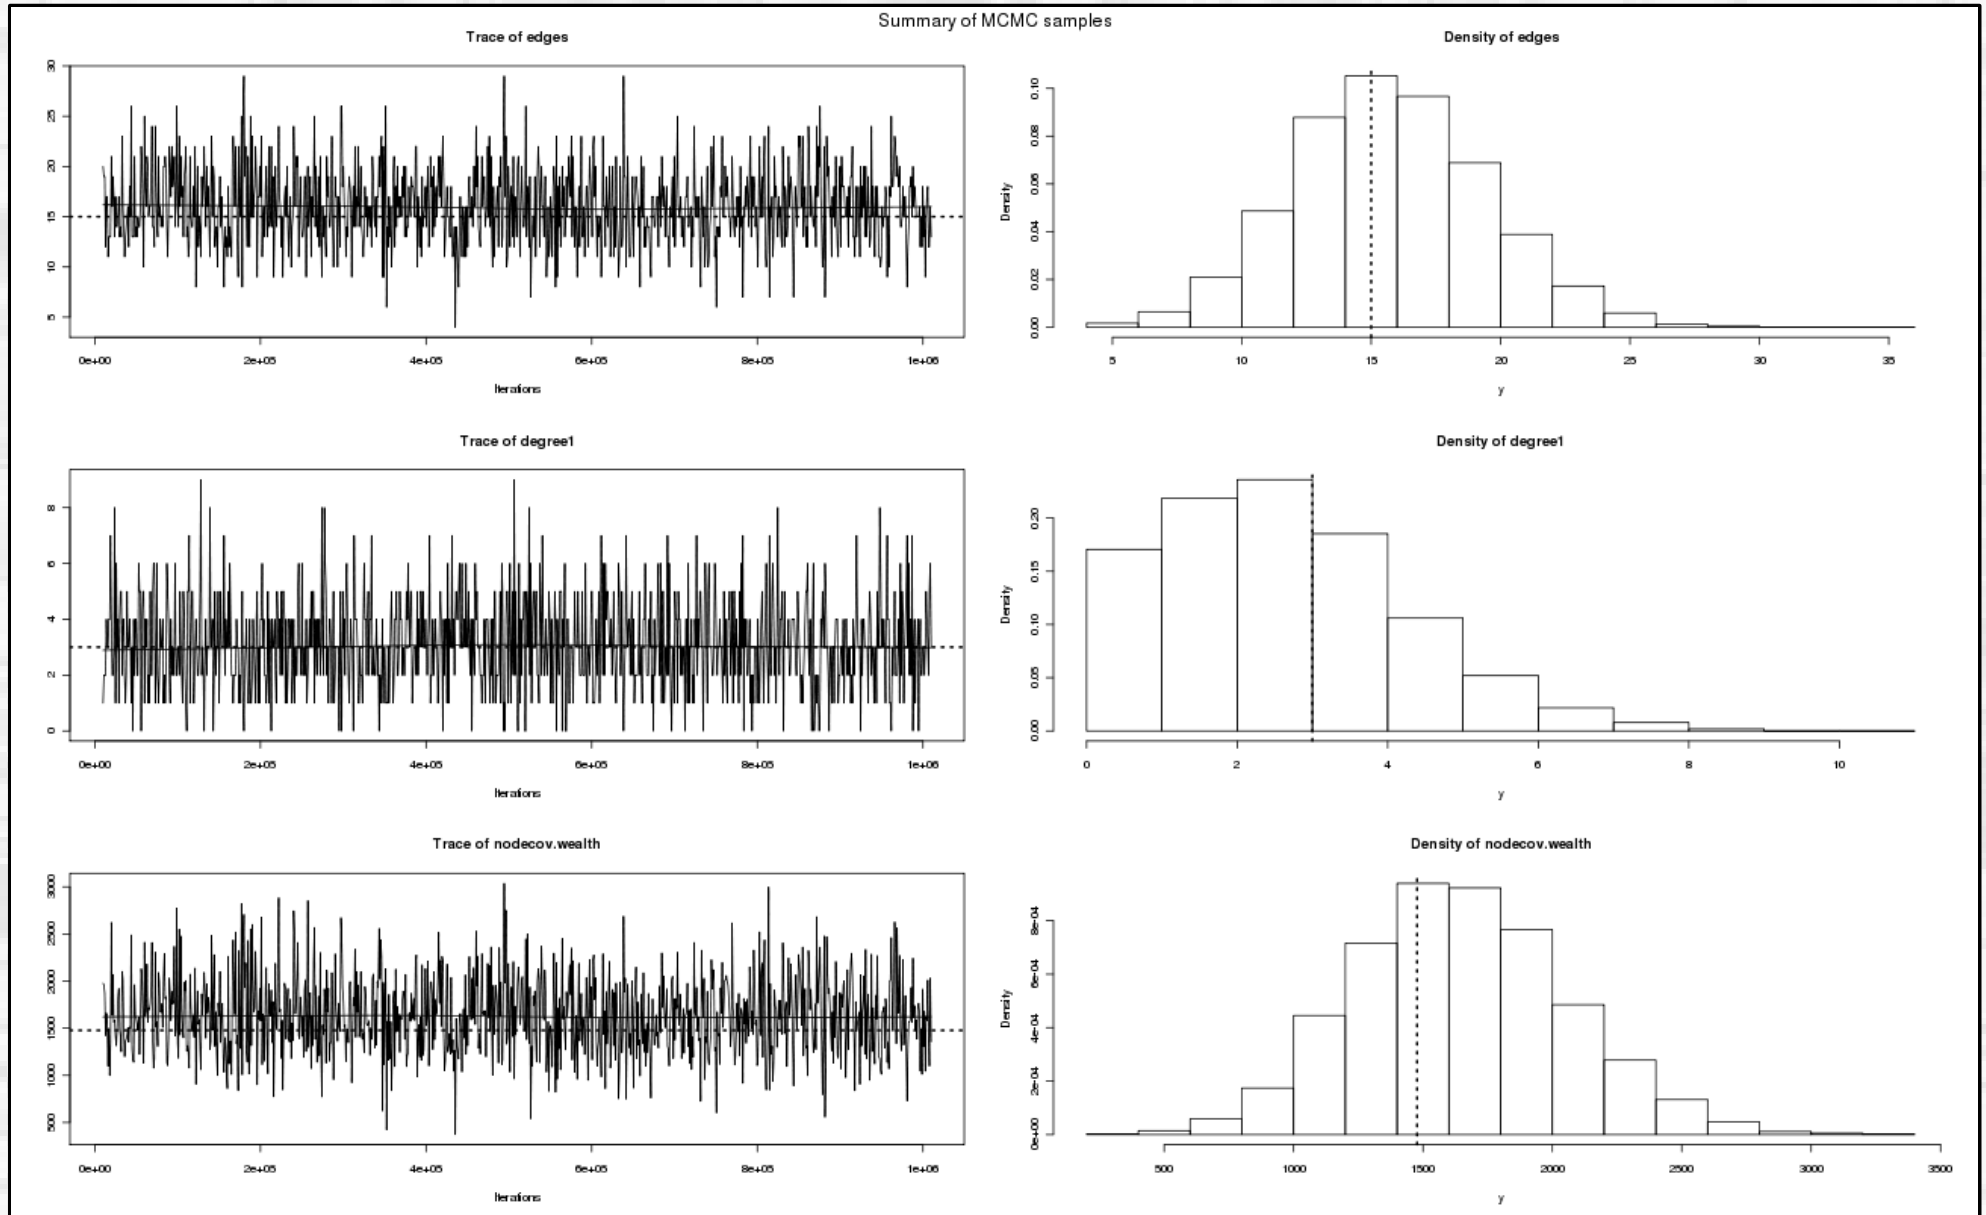 Summary of MCMC samples
Trace of edges
30
25
20
15
10
5
0e+00 2e+05 4e+05 6e+05 8e+05 1e+06
Iterations
Density of edges
Density
0.10
0.08
0.06
0.04
0.02
0.00
5 10 15 20 25 30 35
y
Trace of degree1
8
6
4
2
0
0e+00 2e+05 4e+05 6e+05 8e+05 1e+06
Iterations
Density of degree1
Density
0.20
0.15
0.10
0.05
0.00
0 2 4 6 8 10
y
Trace of nodecov.wealth
3000
2500
2000
1500
1000
500
0e+00 2e+05 4e+05 6e+05 8e+05 1e+06
Iterations
Density of nodecov.wealth
Density
8e-04
6e-04
4e-04
2e-04
0e+00
500 1000 1500 2000 2500 3000 3500
y